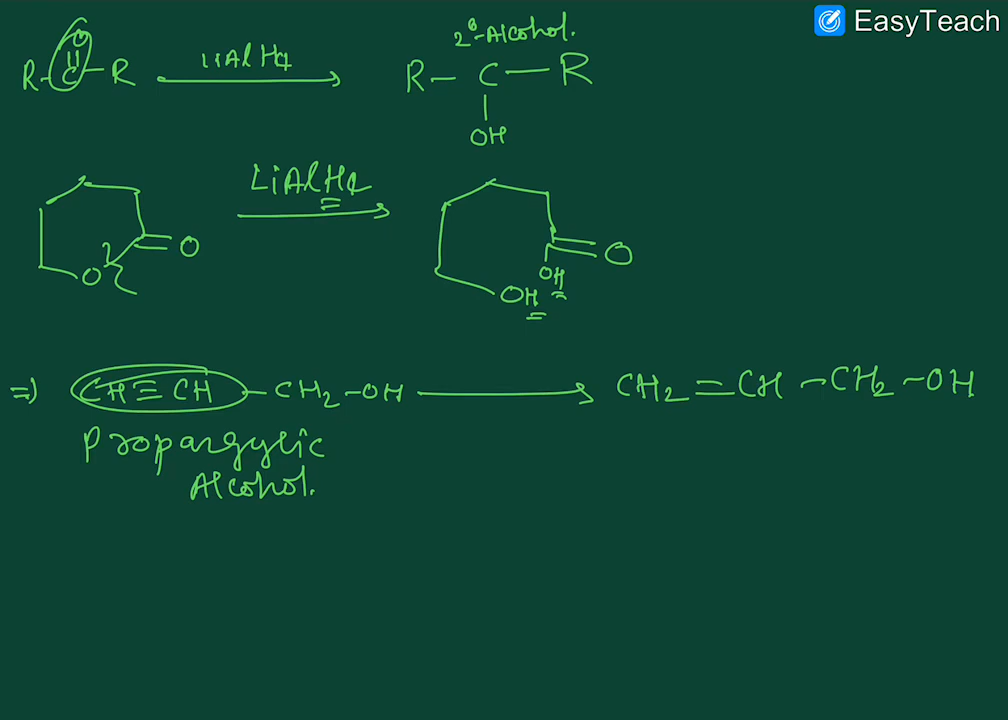 EasyTeach
O
R-C-R LiAlH4 2°-Alcohol.
R-C-R
OH
LiAlH4
O
O
O
OH
OH
=) CH≡CH-CH2-OH CH2=CH-CH2-OH
Propargylic
Alcohol.